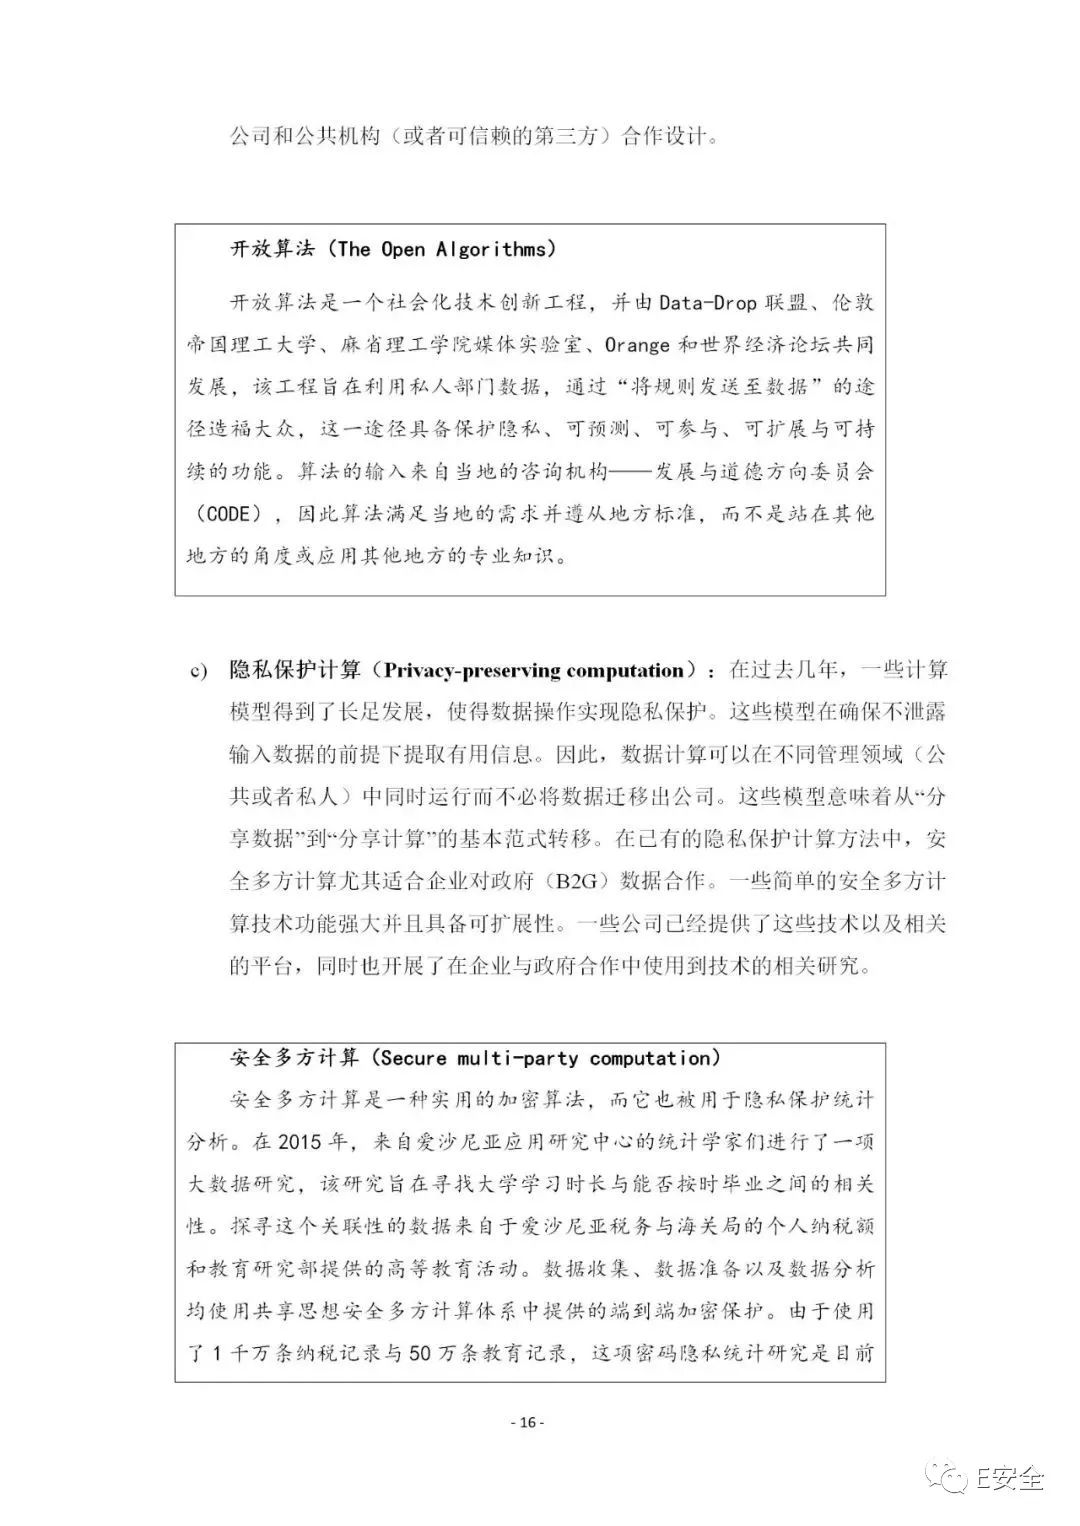 公司和公共机构（或者可信赖的第三方）合作设计。
开放算法（The Open Algorithms）
开放算法是一个社会化技术创新工程，并由 Data-Drop 联盟、伦敦
帝国理工大学、麻省理工学院媒体实验室、Orange 和世界经济论坛共同
发展，该工程旨在利用私人部门数据，通过“将规则发送至数据”的途
径造福大众，这一途径具备保护隐私、可预测、可参与、可扩展与可持
续的功能。算法的输入来自当地的咨询机构——发展与道德方向委员会
（CODE），因此算法满足当地的需求并遵从地方标准，而不是站在其他
地方的角度或应用其他地方的专业知识。
c) 隐私保护计算（Privacy-preserving computation）：在过去几年，一些计算
模型得到了长足发展，使得数据操作实现隐私保护。这些模型在确保不泄露
输入数据的前提下提取有用信息。因此，数据计算可以在不同管理领域（公
共或者私人）中同时运行而不必将数据迁移出公司。这些模型意味着从“分
享数据”到“分享计算”的基本范式转移。在已有的隐私保护计算方法中，安
全多方计算尤其适合企业对政府（B2G）数据合作。一些简单的安全多方计
算技术功能强大并且具备可扩展性。一些公司已经提供了这些技术以及相关
的平台，同时也开展了在企业与政府合作中使用到技术的相关研究。
安全多方计算（Secure multi-party computation）
安全多方计算是一种实用的加密算法，而它也被用于隐私保护统计
分析。在 2015 年，来自爱沙尼亚应用研究中心的统计学家们进行了一项
大数据研究，该研究旨在寻找大学学习时长与能否按时毕业之间的相关
性。探寻这个关联性的数据来自于爱沙尼亚税务与海关局的个人纳税额
和教育研究部提供的高等教育活动。数据收集、数据准备以及数据分析
均使用共享思想安全多方计算体系中提供的端到端加密保护。由于使用
了 1 千万条纳税记录与 50 万条教育记录，这项密码隐私统计研究是目前
- 16 -
E安全